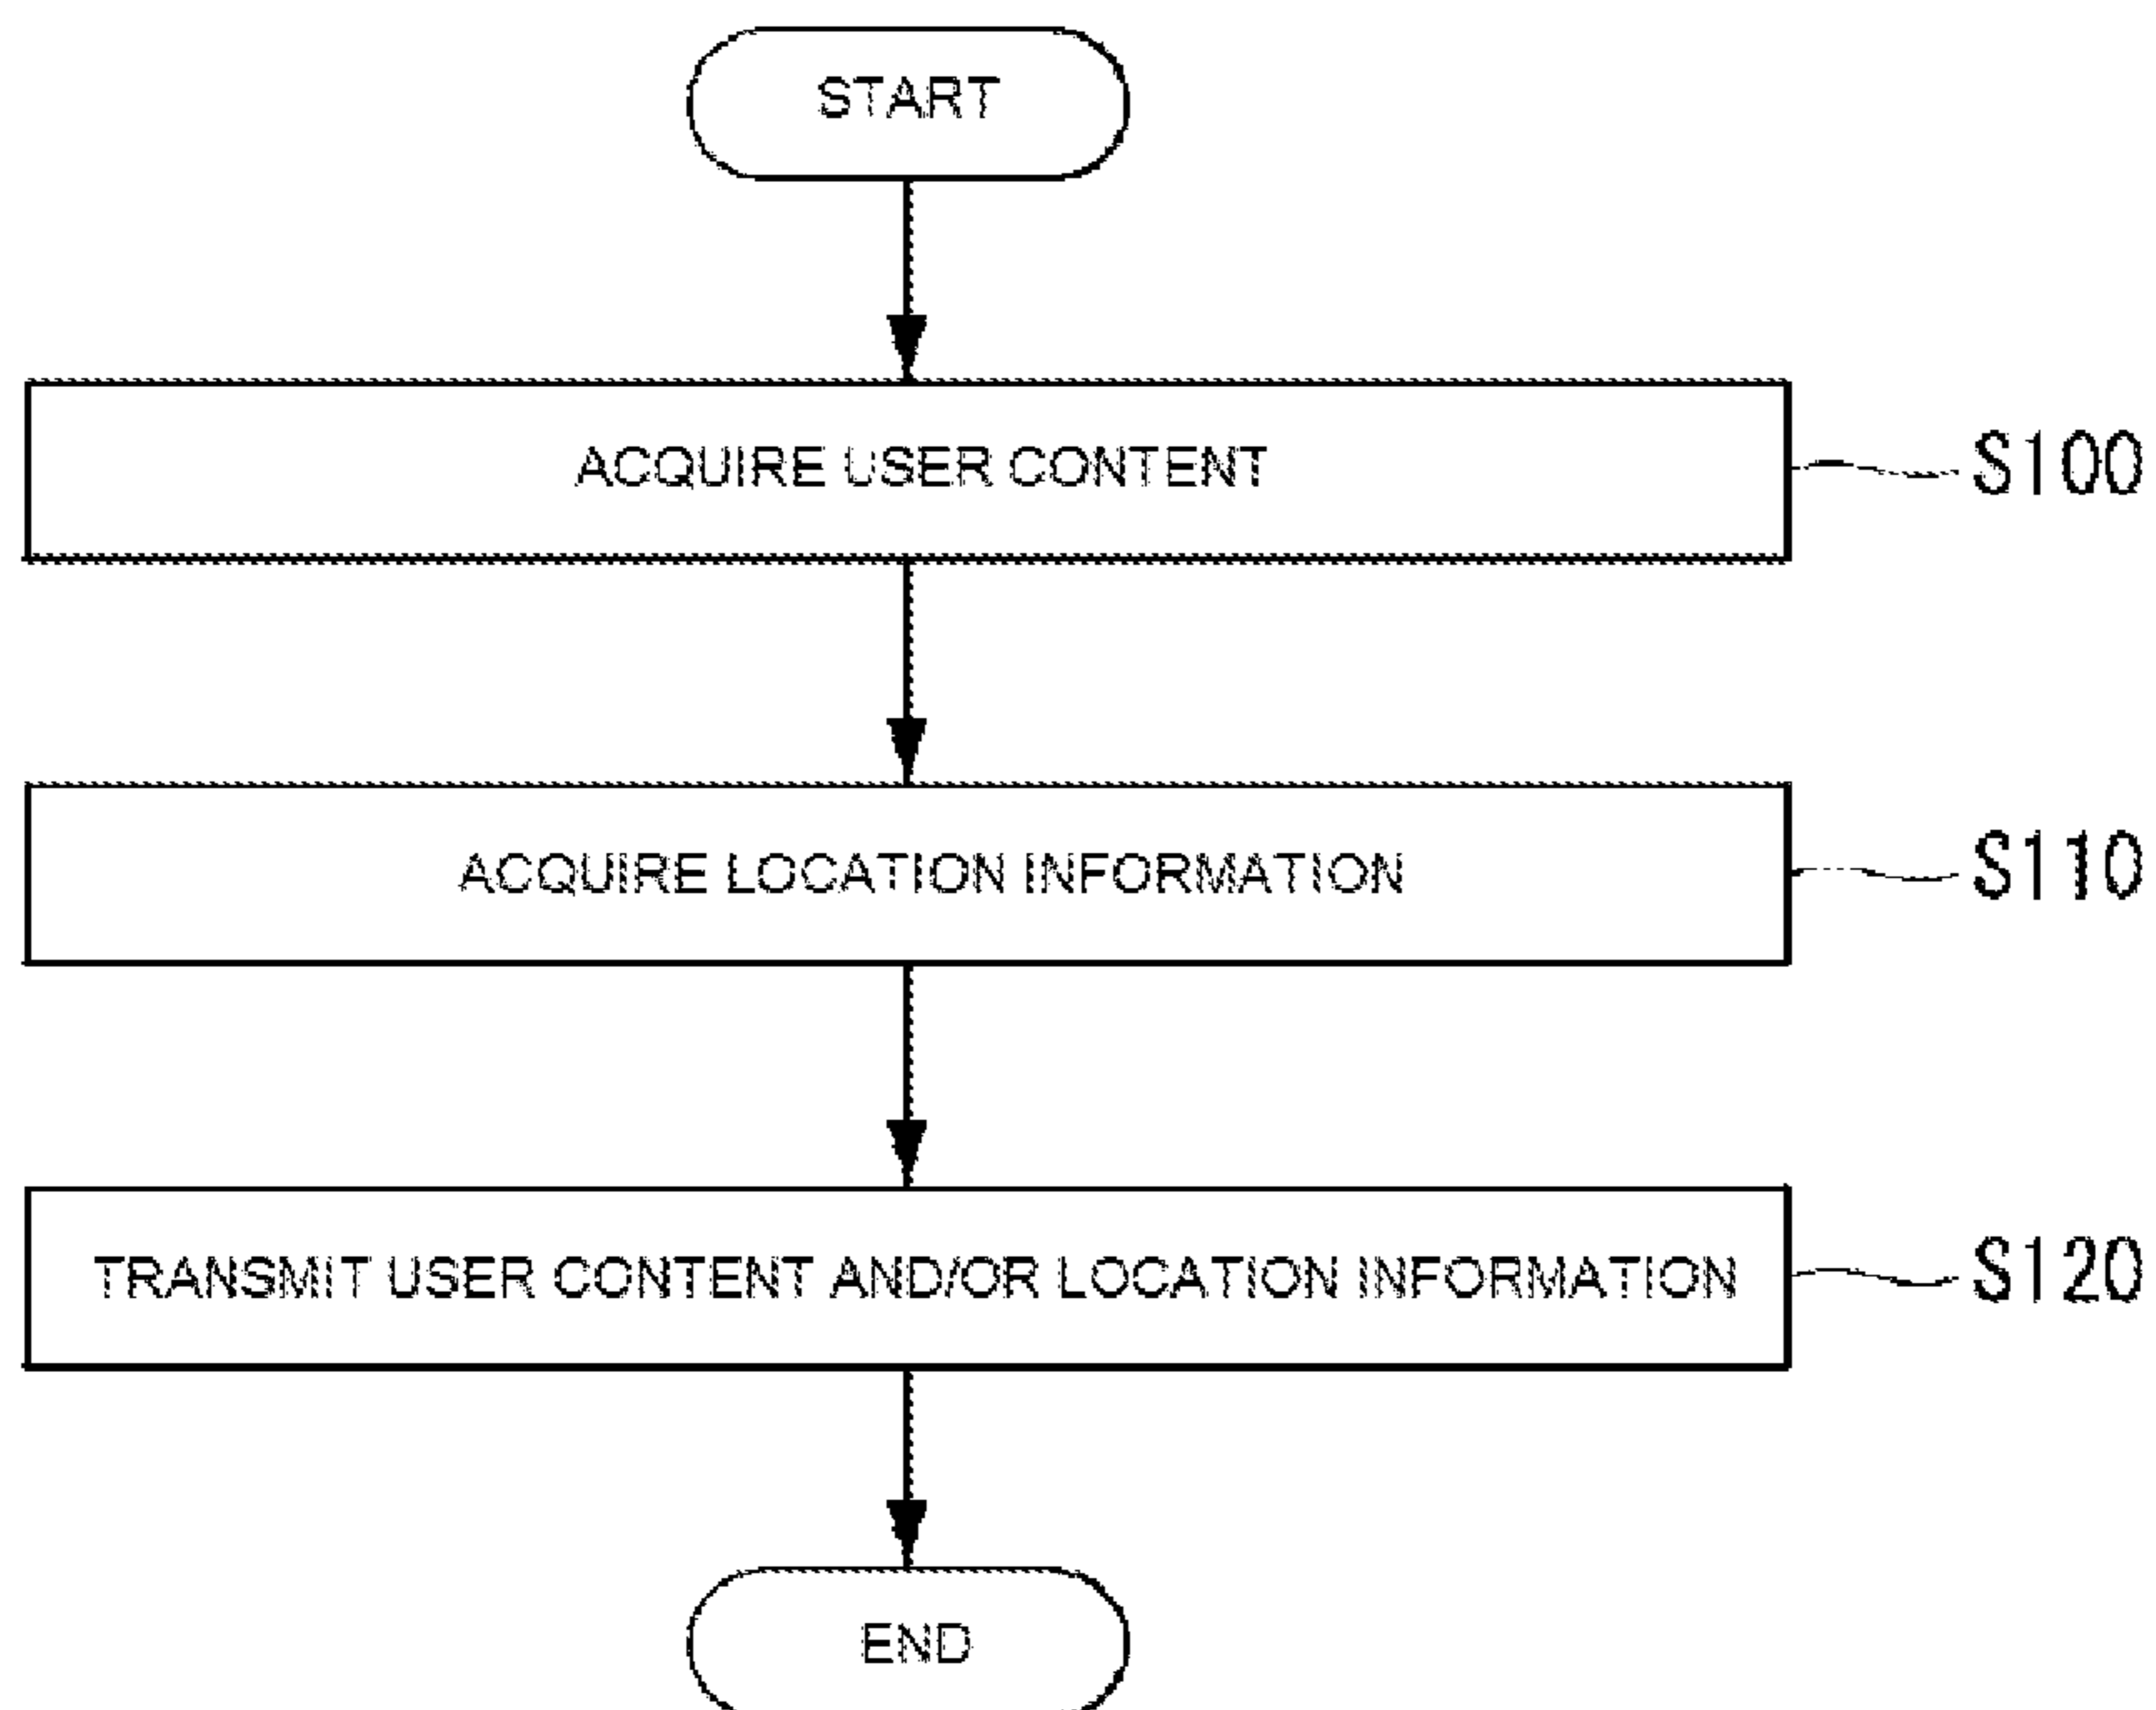 START
ACQUIRE USER CONTENT
S100
ACQUIRE LOCATION INFORMATION
S110
TRANSMIT USER CONTENT AND/OR LOCATION INFORMATION
S120
END